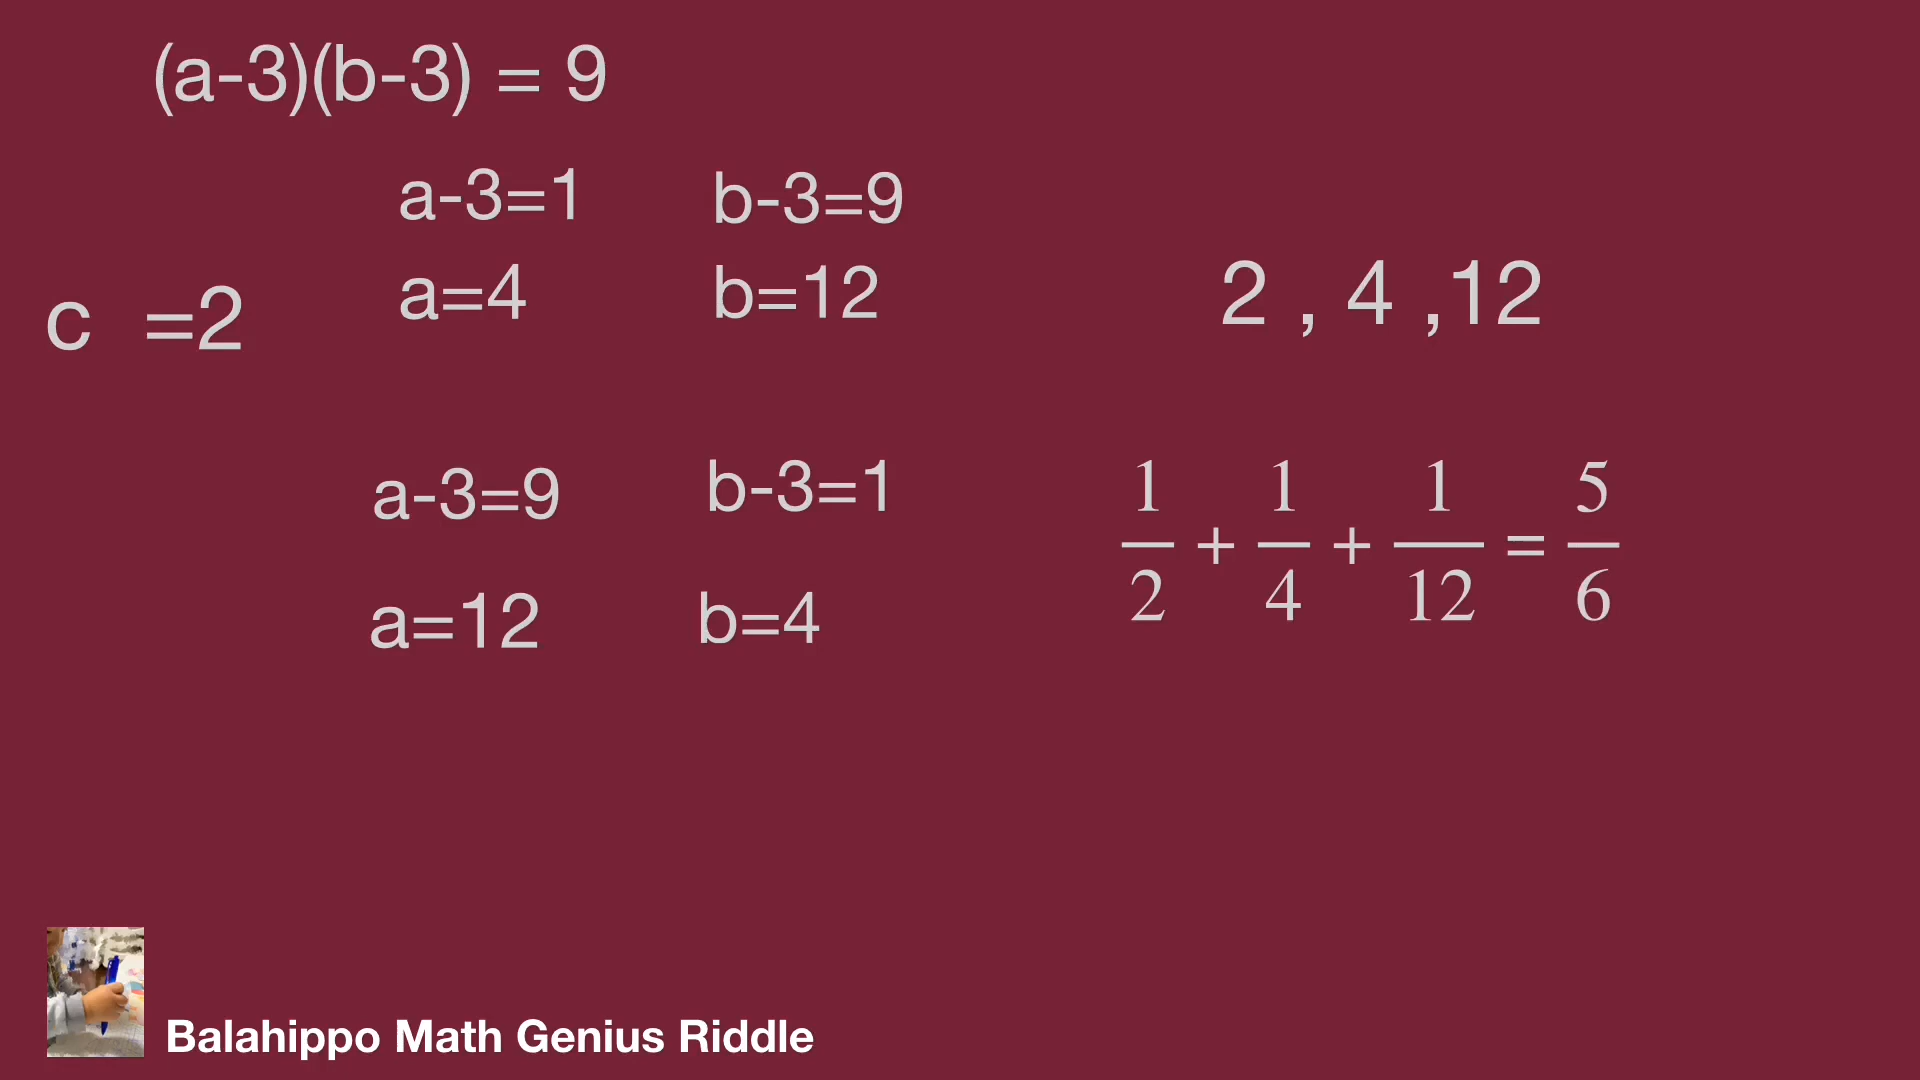 (a-3)(b-3) = 9
a-3=1 b-3=9
c =2 a=4 b=12
2 , 4 ,12
a-3=9 b-3=1
a=12 b=4
1/2 + 1/4 + 1/12 = 5/6
Balahippo Math Genius Riddle